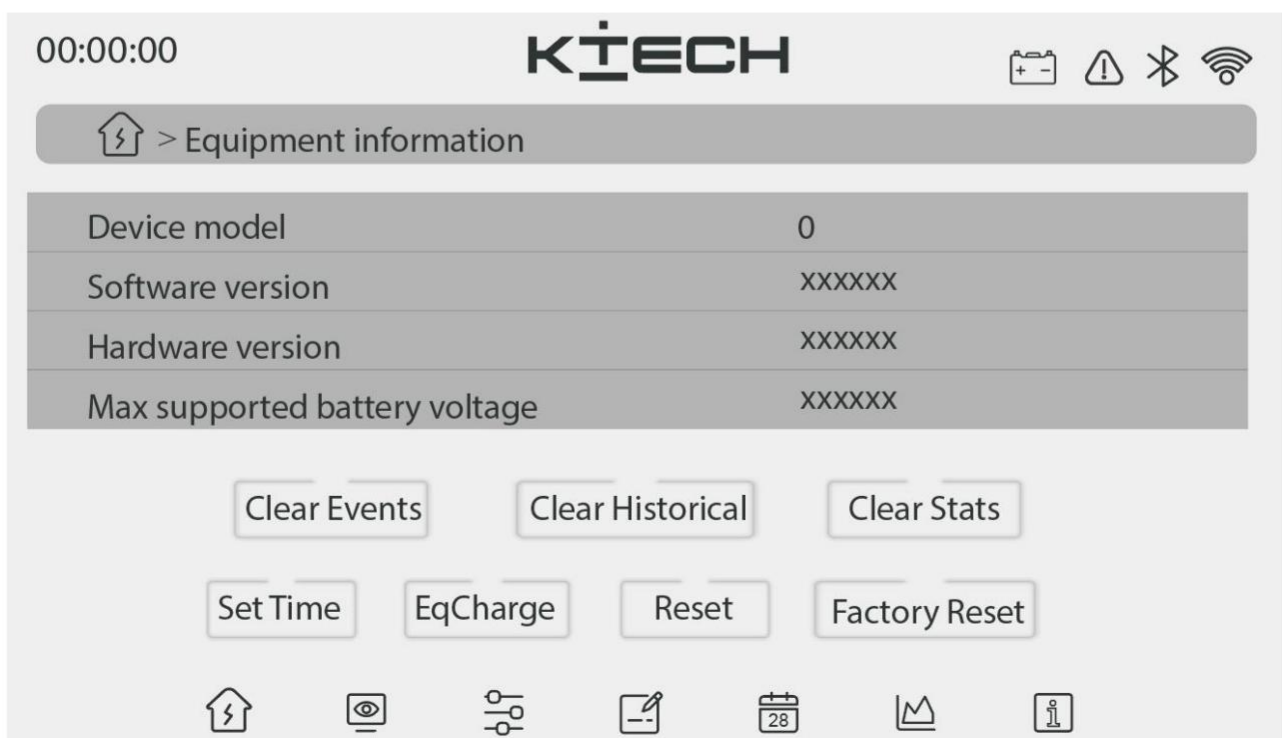 00:00:00
KTECH
> Equipment information
Device model 0
Software version xxxxxx
Hardware version xxxxxx
Max supported battery voltage xxxxxx
Clear Events Clear Historical Clear Stats
Set Time EqCharge Reset Factory Reset
28